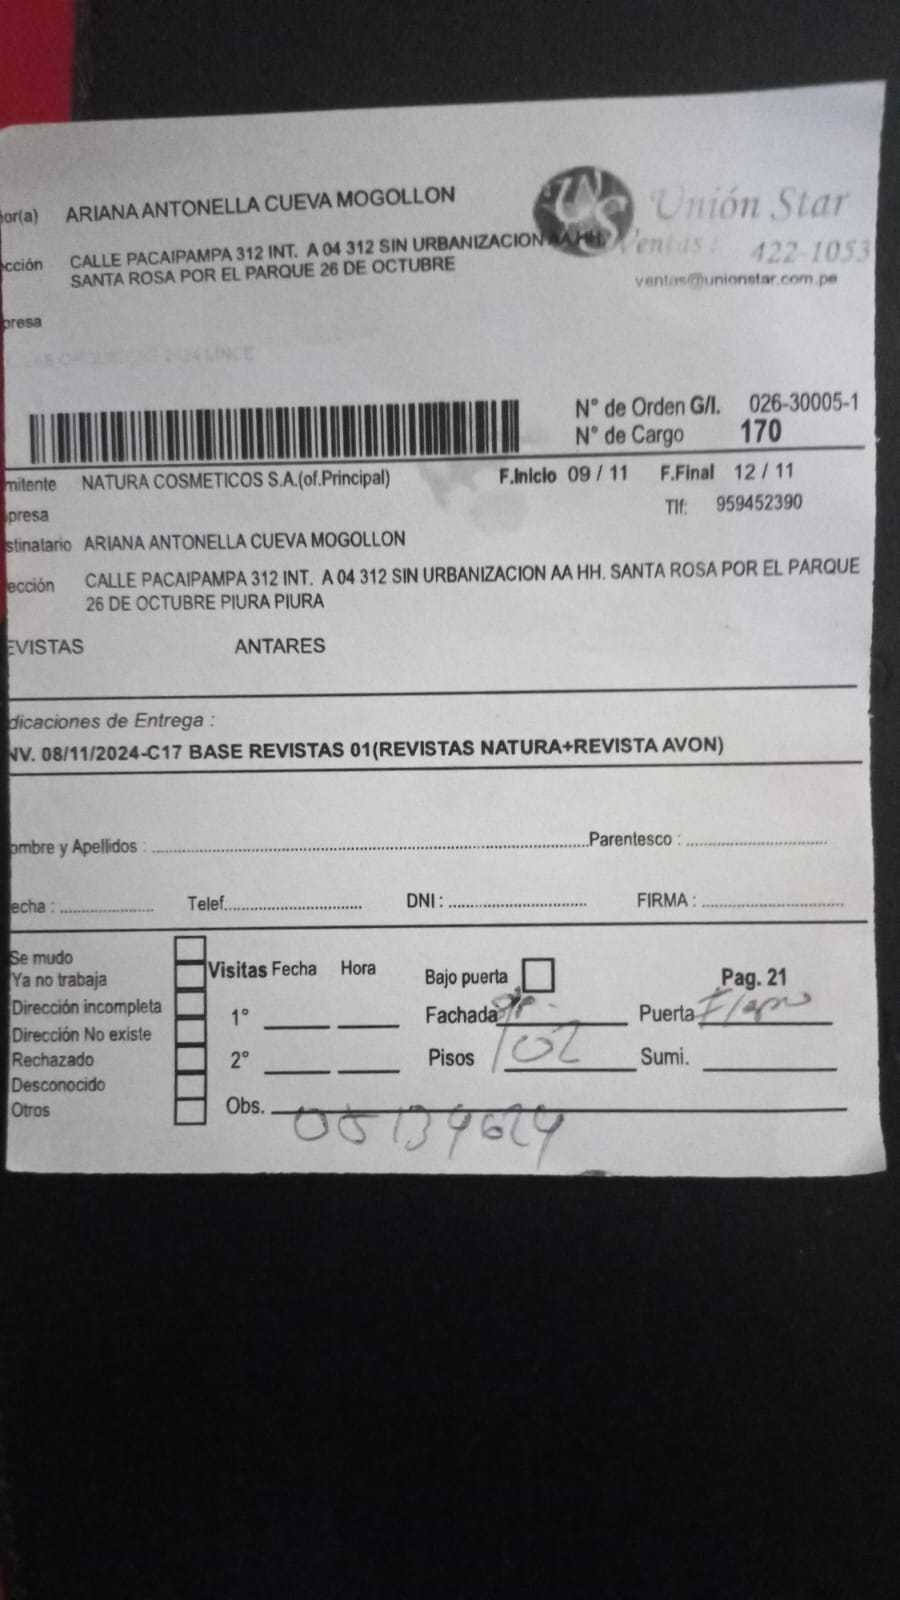 or(a) ARIANA ANTONELLA CUEVA MOGOLLON
Unión Star
cción CALLE PACAIPAMPA 312 INT. A 04 312 SIN URBANIZACION AA HH.
Ventas: 422-1053
SANTA ROSA POR EL PARQUE 26 DE OCTUBRE
ventas@unionstar.com.pe
presa
N° de Orden G/I. 026-30005-1
N° de Cargo 170
mitente NATURA COSMETICOS S.A.(of.Principal) F.Inicio 09 / 11 F.Final 12 / 11
presa Tlf: 959452390
stinatario ARIANA ANTONELLA CUEVA MOGOLLON
ección CALLE PACAIPAMPA 312 INT. A 04 312 SIN URBANIZACION AA HH. SANTA ROSA POR EL PARQUE
26 DE OCTUBRE PIURA PIURA
EVISTAS ANTARES
dicaciones de Entrega :
NV. 08/11/2024-C17 BASE REVISTAS 01(REVISTAS NATURA+REVISTA AVON)
ombre y Apellidos : Parentesco :
echa : Telef. DNI : FIRMA :
Se mudo
Ya no trabaja
Dirección incompleta
Dirección No existe
Rechazado
Desconocido
Otros
Visitas Fecha Hora
1°
2°
Bajo puerta Pag. 21
Fachada Puerta
Pisos 102 Sumi.
Obs. 05134624